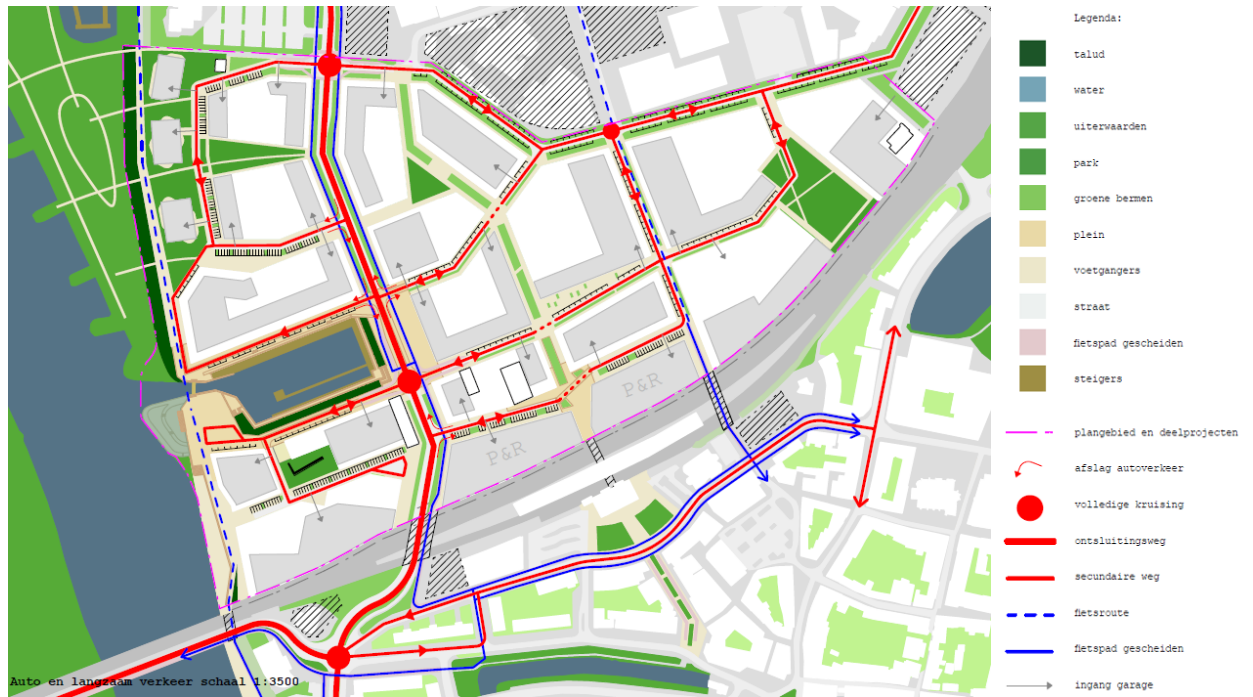 Legenda:
talud
water
uiterwaarden
park
groene bermen
plein
voetgangers
straat
fietspad gescheiden
steigers
plangebied en deelprojecten
afslag autoverkeer
volledige kruising
ontsluitingsweg
secundaire weg
fietsroute
fietspad gescheiden
ingang garage
P&R
P&R
Auto en langzaam verkeer schaal 1:3500